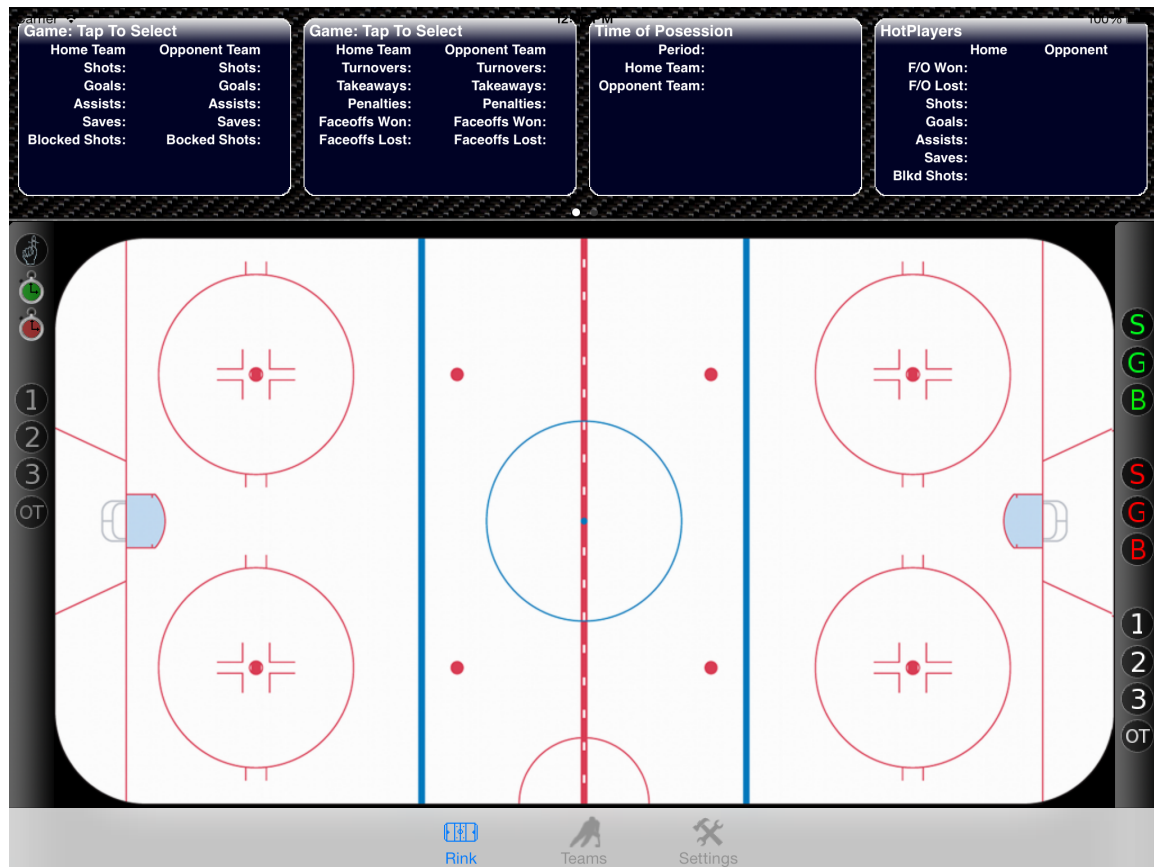 100%
Game: Tap To Select
Home Team Opponent Team
Shots: Shots:
Goals: Goals:
Assists: Assists:
Saves: Saves:
Blocked Shots: Bocked Shots:
Game: Tap To Select
Home Team Opponent Team
Turnovers: Turnovers:
Takeaways: Takeaways:
Penalties: Penalties:
Faceoffs Won: Faceoffs Won:
Faceoffs Lost: Faceoffs Lost:
Time of Posession
Period:
Home Team:
Opponent Team:
HotPlayers
Home Opponent
F/O Won:
F/O Lost:
Shots:
Goals:
Assists:
Saves:
Blkd Shots:
1
2
3
OT
S
G
B
S
G
B
1
2
3
OT
Rink Teams Settings